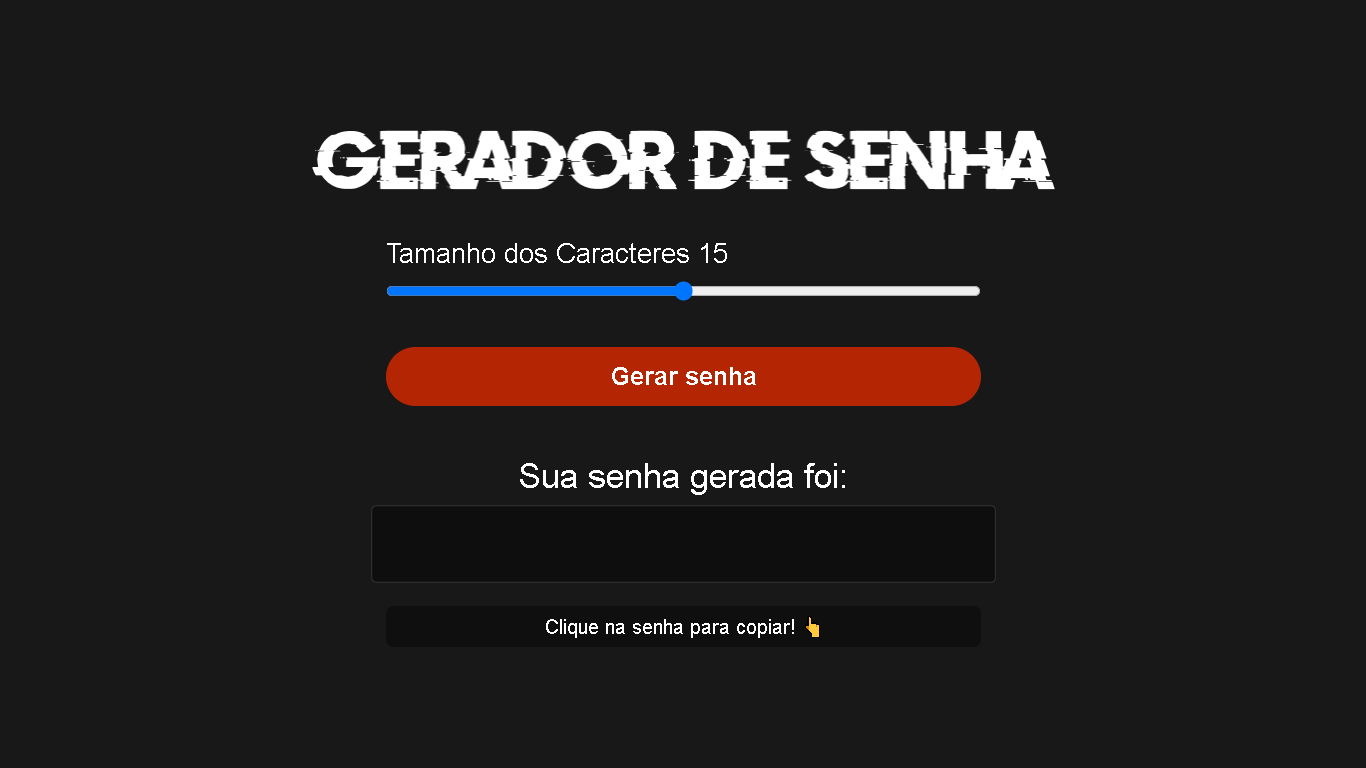 GERADOR DE SENHA
Tamanho dos Caracteres 15
Gerar senha
Sua senha gerada foi:
Clique na senha para copiar! 👆